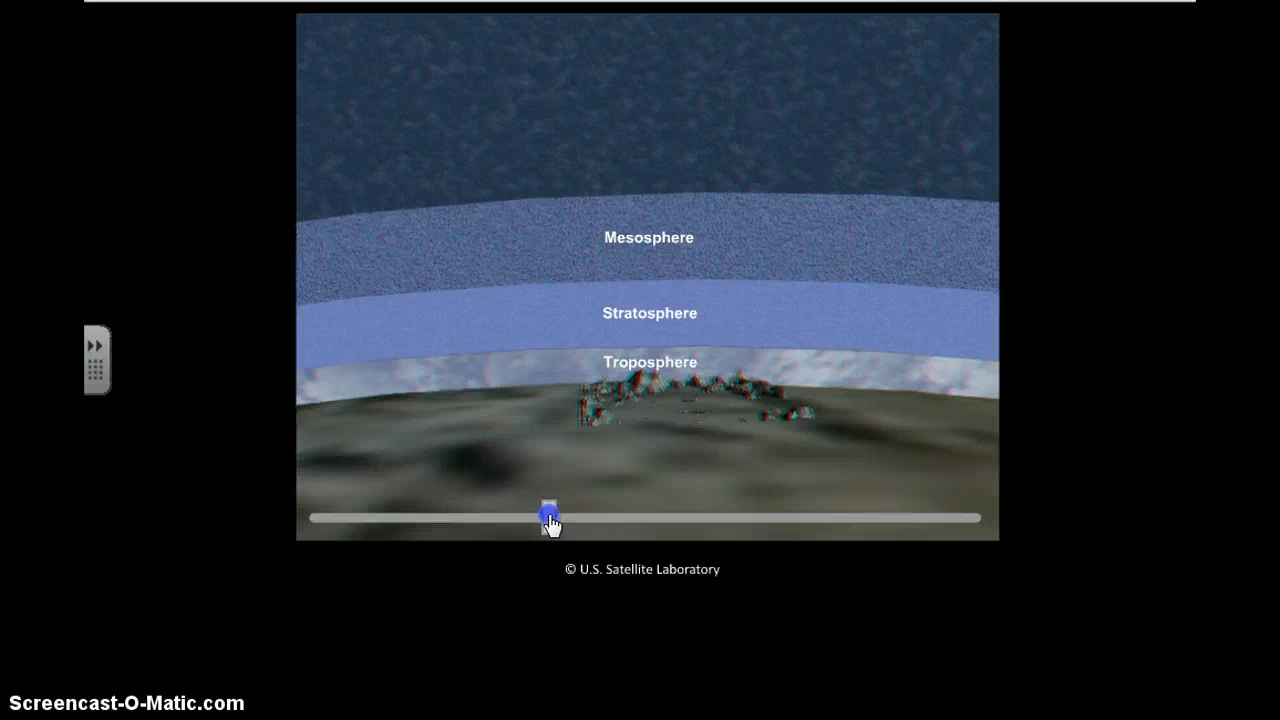 Mesosphere
Stratosphere
Troposphere
© U.S. Satellite Laboratory
Screencast-O-Matic.com